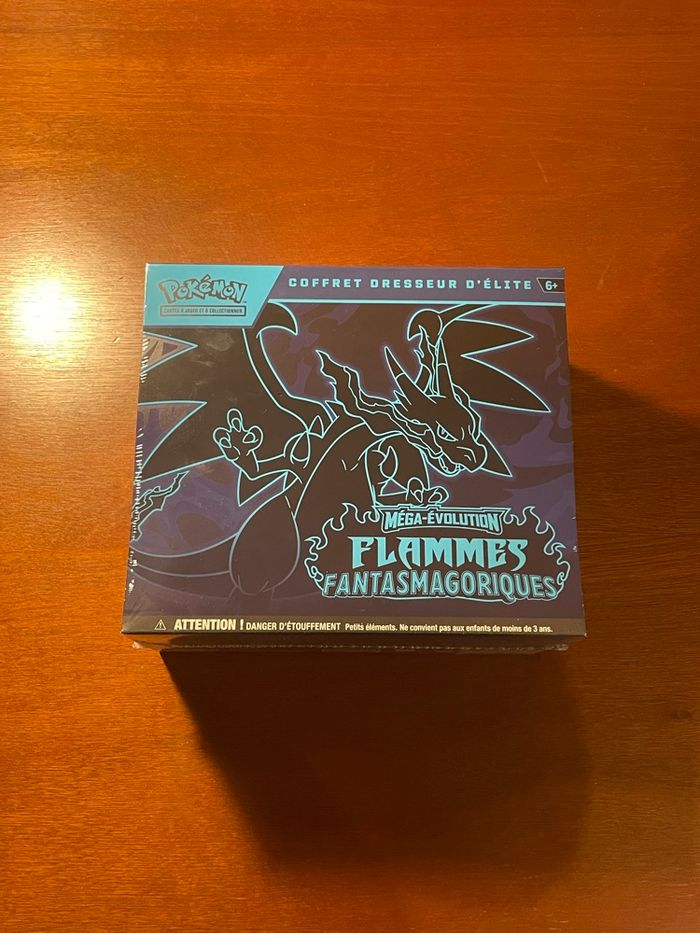 POKéMON
CARTES À JOUER ET À COLLECTIONNER
COFFRET DRESSEUR D'ÉLITE
6+
MÉGA-ÉVOLUTION
FLAMMES
FANTASMAGORIQUES
ATTENTION ! DANGER D'ÉTOUFFEMENT Petits éléments. Ne convient pas aux enfants de moins de 3 ans.